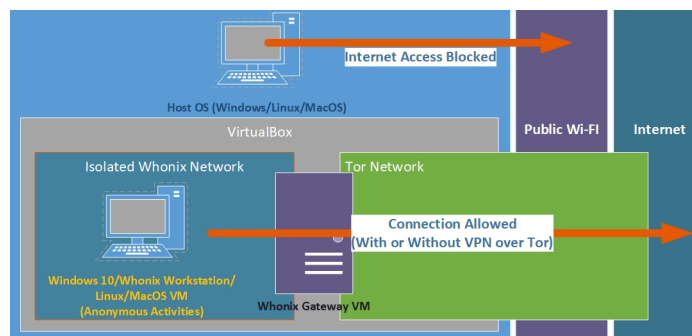 Internet Access Blocked
Host OS (Windows/Linux/MacOS)
VirtualBox
Public Wi-FI
Internet
Isolated Whonix Network
Tor Network
Connection Allowed
(With or Without VPN over Tor)
Windows 10/Whonix Workstation/
Linux/MacOS VM
(Anonymous Activities)
Whonix Gateway VM